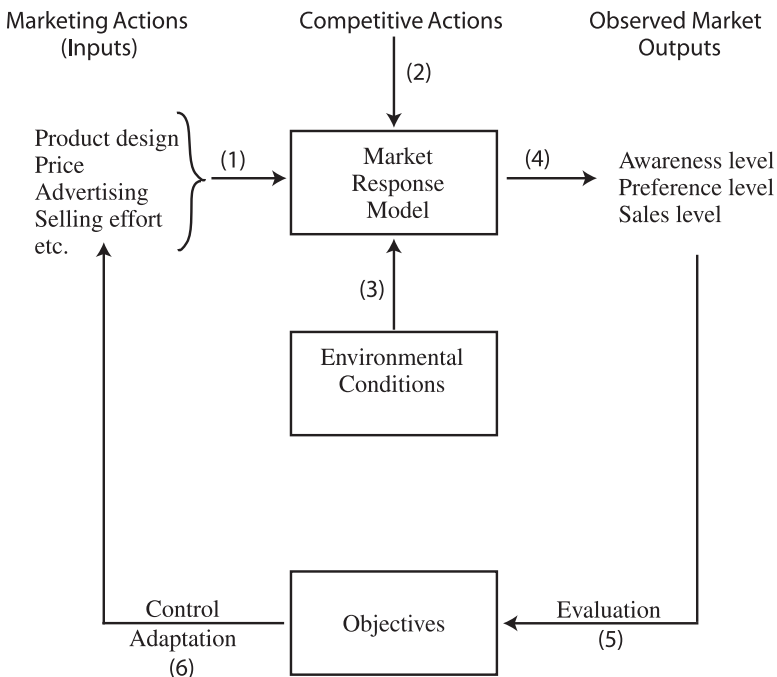 Marketing Actions
(Inputs)
Competitive Actions
Observed Market
Outputs
(2)
Product design
Price
Advertising
Selling effort
etc.
(1)
Market
Response
Model
(4)
Awareness level
Preference level
Sales level
(3)
Environmental
Conditions
Control
Adaptation
(6)
Objectives
Evaluation
(5)